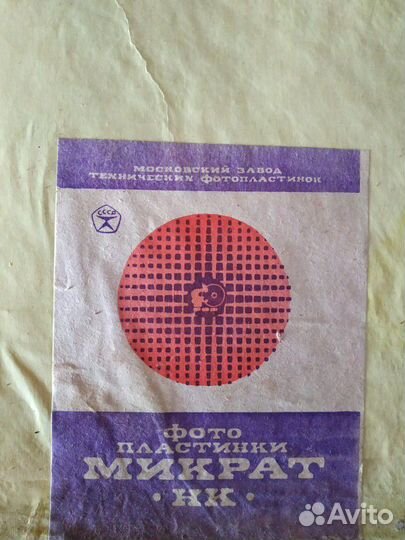 МОСКОВСКИЙ ЗАВОД
ТЕХНИЧЕСКИХ ФОТОПЛАСТИНОК
СССР
ФОТО
ПЛАСТИНКИ
МИКРАТ
· НК ·
Avito